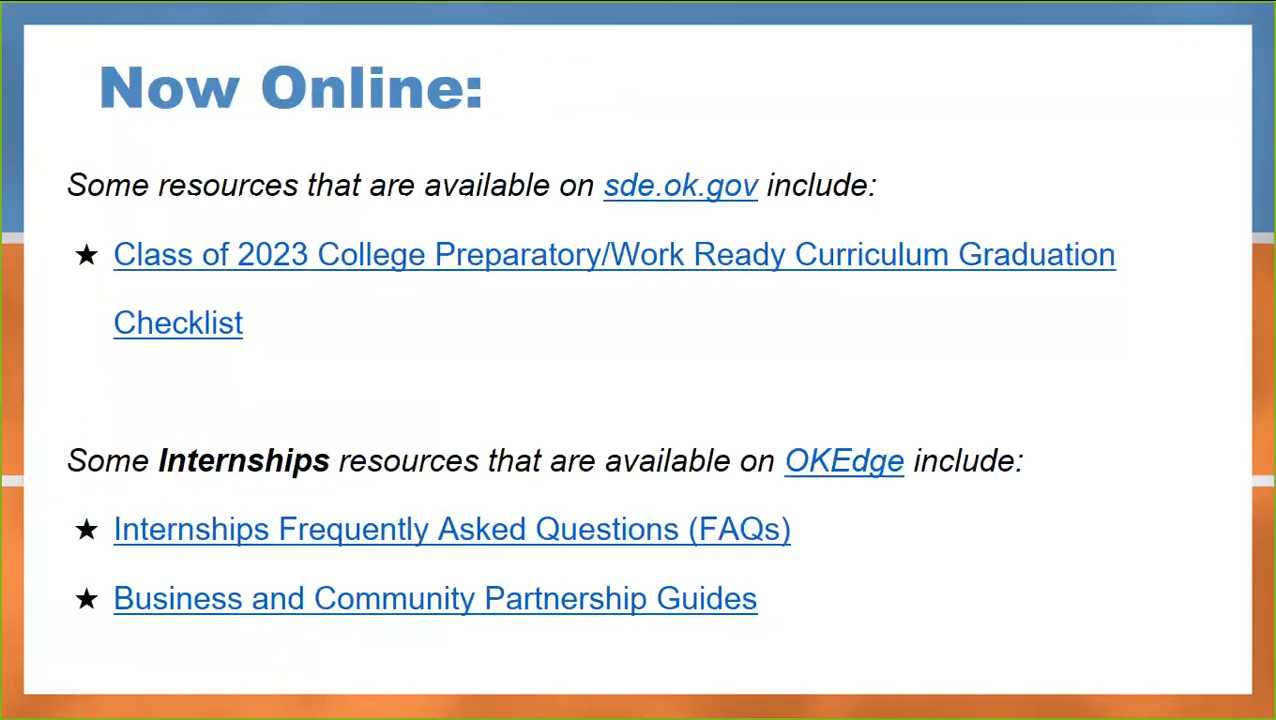 Now Online:
Some resources that are available on sde.ok.gov include:
★ Class of 2023 College Preparatory/Work Ready Curriculum Graduation
Checklist
Some Internships resources that are available on OKEdge include:
★ Internships Frequently Asked Questions (FAQs)
★ Business and Community Partnership Guides